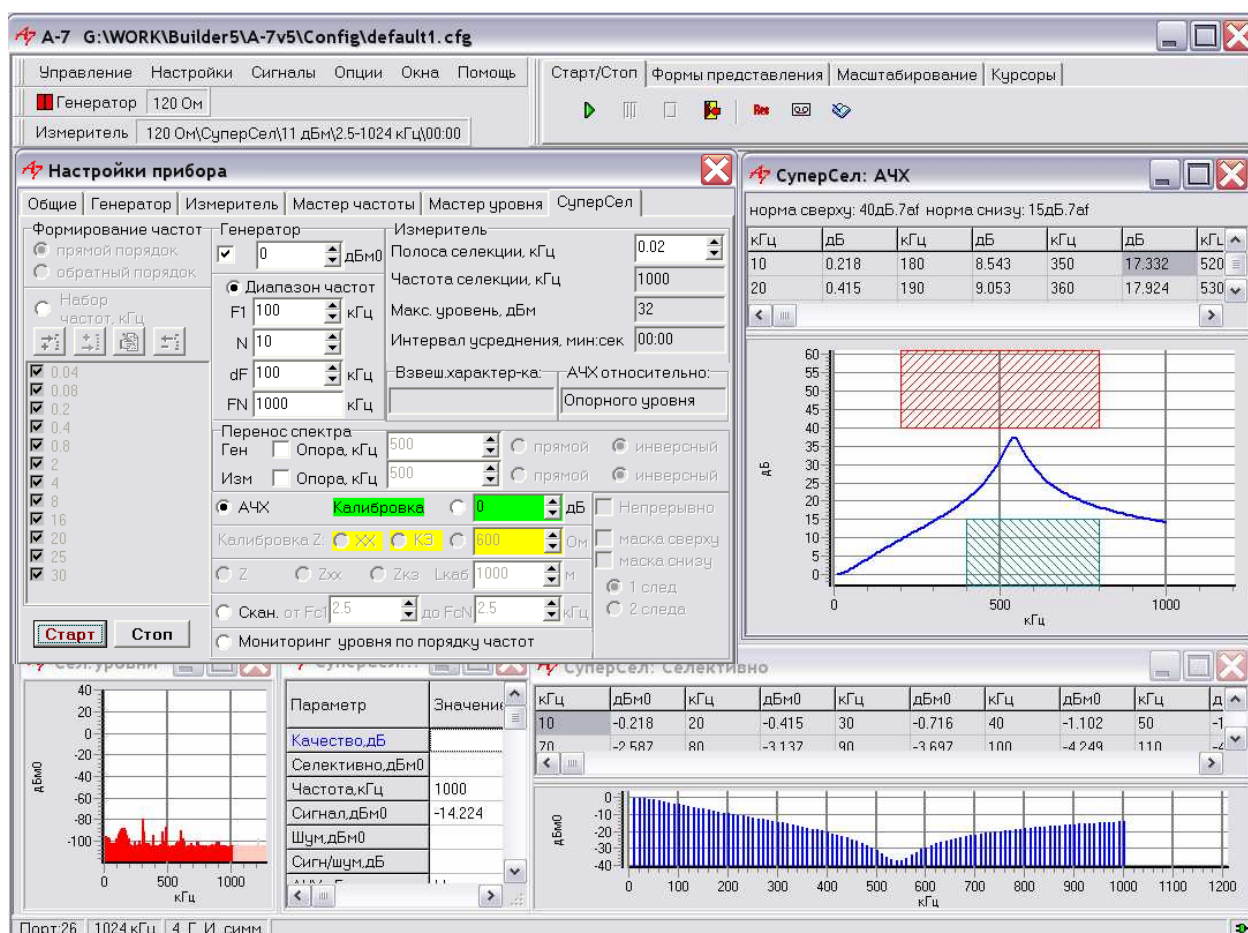 A7 A-7 G:\WORK\Builder5\A-7v5\Config\default1.cfg
Управление Настройки Сигналы Опции Окна Помощь
Генератор 120 Ом
Измеритель 120 Ом\СуперСел\11 дБм\2.5-1024 кГц\00:00
Старт/Стоп Формы представления Масштабирование Курсоры
Res
A7 Настройки прибора
Общие Генератор Измеритель Мастер частоты Мастер уровня СуперСел
Формирование частот
прямой порядок
обратный порядок
Набор
частот, кГц
0.04
0.08
0.2
0.4
0.8
2
4
8
16
20
25
30
Старт Стоп
Генератор
0 дБм0
Диапазон частот
F1 100 кГц
N 10
dF 100 кГц
FN 1000 кГц
Измеритель
Полоса селекции, кГц 0.02
Частота селекции, кГц 1000
Макс. уровень, дБм 32
Интервал усреднения, мин:сек 00:00
Взвеш.характер-ка: АЧХ относительно:
Опорного уровня
Перенос спектра
Ген Опора, кГц 500 прямой инверсный
Изм Опора, кГц 500 прямой инверсный
АЧХ Калибровка 0 дБ
Калибровка Z: ХХ КЗ 600 Ом
Z Zхх Zкз Lкаб 1000 м
Скан. от Fс1 2.5 до FcN 2.5 кГц
Мониторинг уровня по порядку частот
Непрерывно
маска сверху
маска снизу
1 след
2 следа
A7 СуперСел: АЧХ
норма сверху: 40дБ.7af норма снизу: 15дБ.7af
кГц дБ кГц дБ кГц дБ кГц
10 0.218 180 8.543 350 17.332 520
20 0.415 190 9.053 360 17.924 530
60
55
50
45
40
35
30
25
20
15
10
5
0
дБ
0 500 1000
кГц
Сел.уровни
40
20
0
-20
-40
-60
-80
-100
дБм0
0 500 1000
кГц
СуперСел...
Параметр Значение
Качество,дБ
Селективно,дБм0
Частота,кГц 1000
Сигнал,дБм0 -14.224
Шум,дБм0
Сигн/шум,дБ
A7 СуперСел: Селективно
кГц дБм0 кГц дБм0 кГц дБм0 кГц дБм0 кГц
10 -0.218 20 -0.415 30 -0.716 40 -1.102 50
70 -2.587 80 -3.137 90 -3.697 100 -4.249 110
0
-10
-20
-30
-40
дБм0
0 100 200 300 400 500 600 700 800 900 1000 1100 1200
кГц
Порт:26 1024 кГц 4 Г И симм